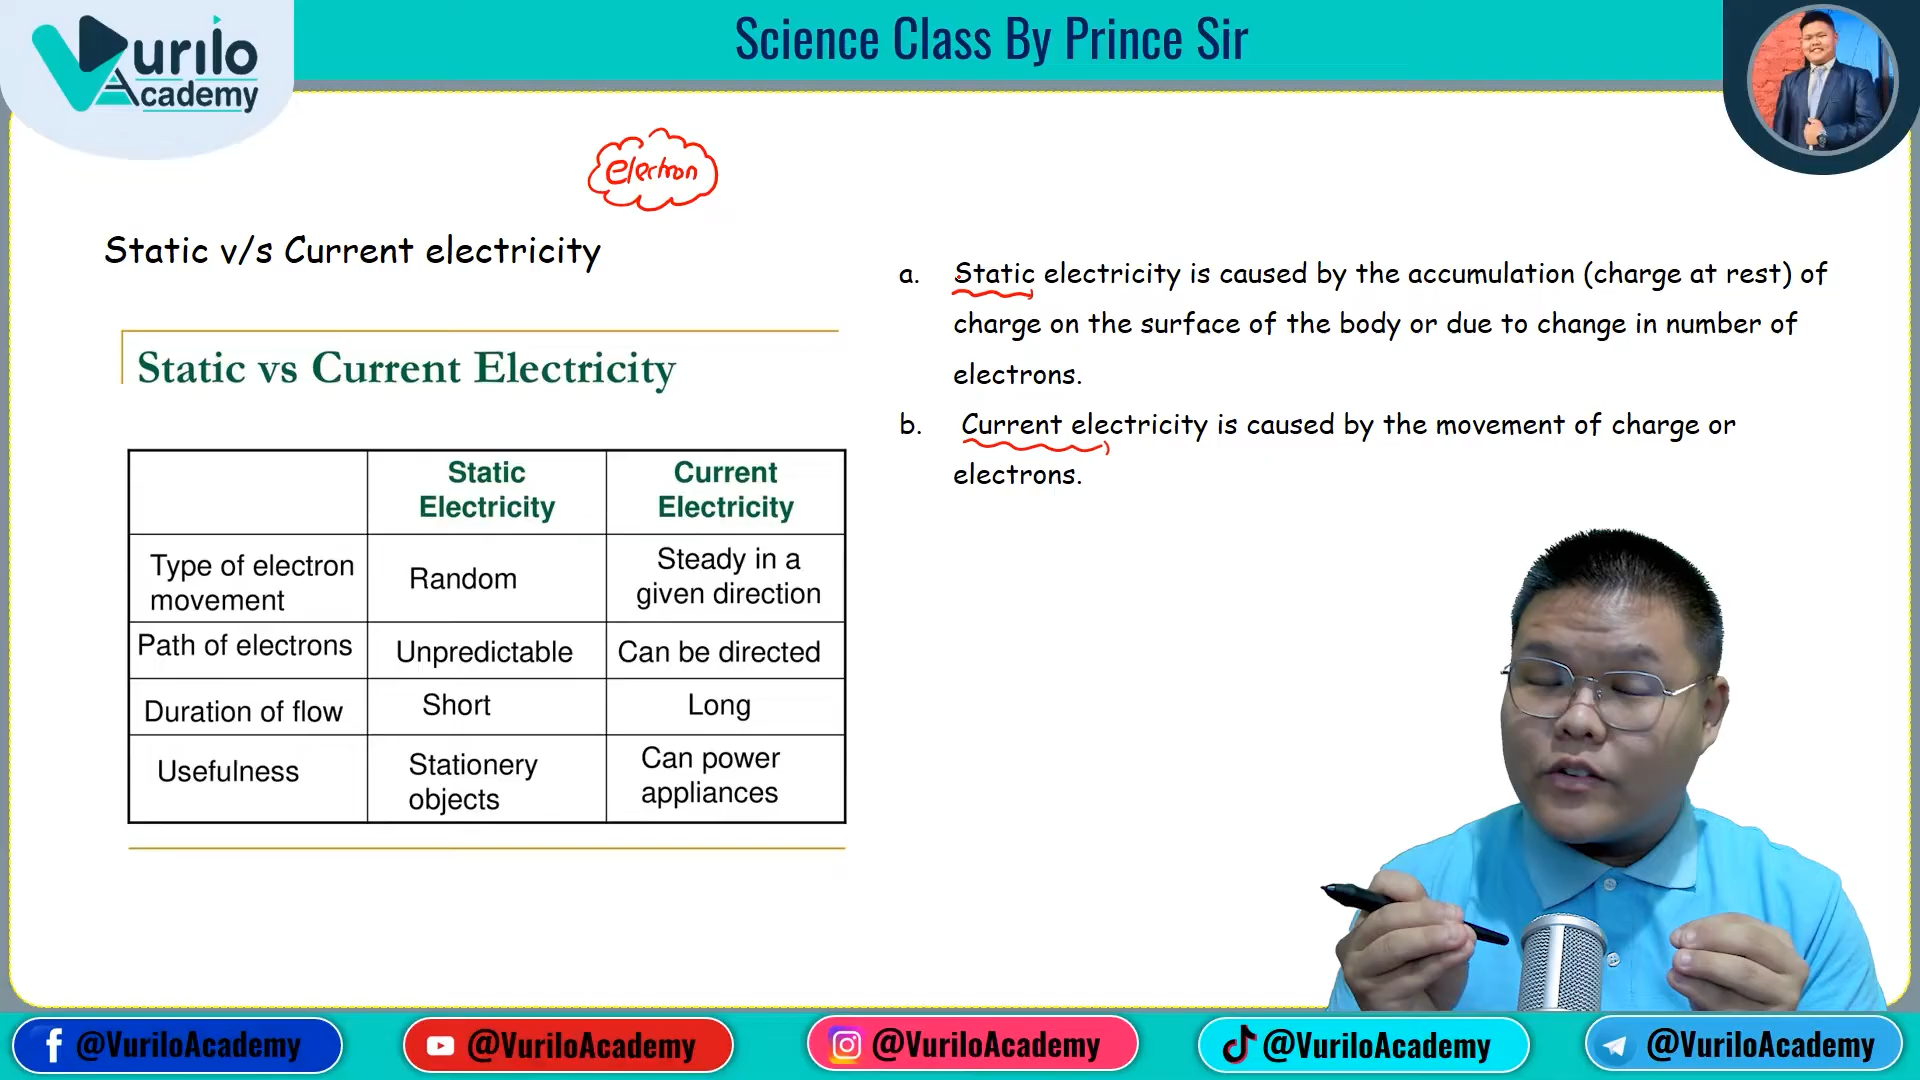 Vurilo
Academy
Science Class By Prince Sir
electron
Static v/s Current electricity
Static vs Current Electricity
Static Electricity
Current Electricity
Type of electron movement
Random
Steady in a given direction
Path of electrons
Unpredictable
Can be directed
Duration of flow
Short
Long
Usefulness
Stationery objects
Can power appliances
a. Static electricity is caused by the accumulation (charge at rest) of
charge on the surface of the body or due to change in number of
electrons.
b. Current electricity is caused by the movement of charge or
electrons.
@VuriloAcademy
@VuriloAcademy
@VuriloAcademy
@VuriloAcademy
@VuriloAcademy